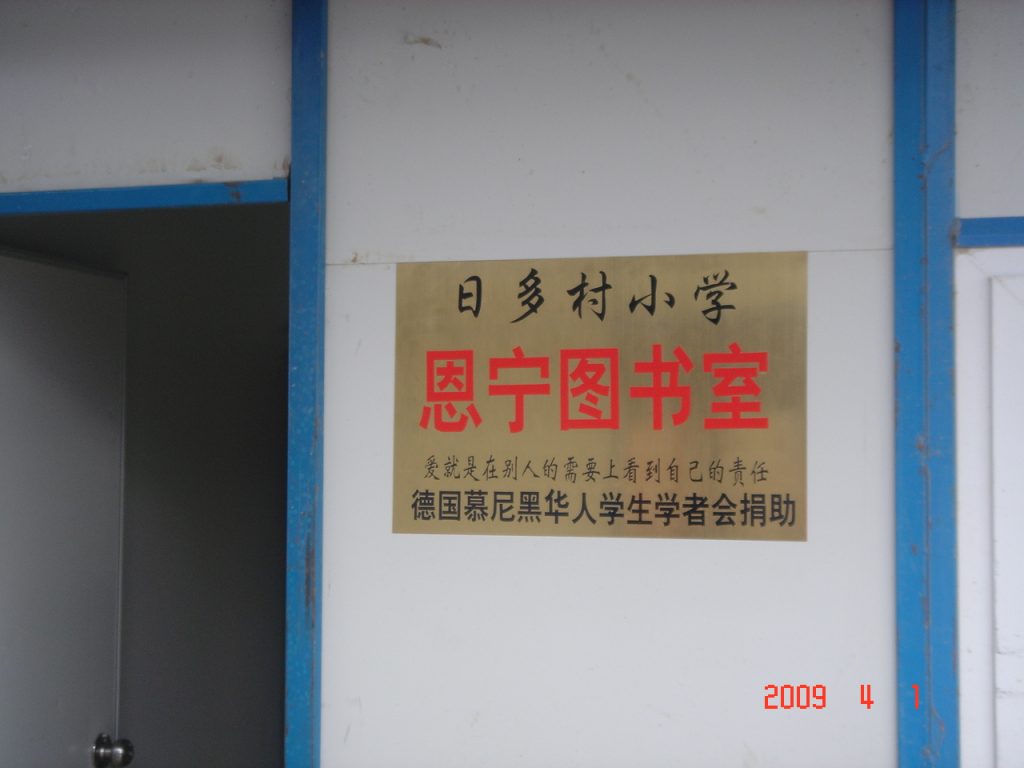 日多村小学
恩宁图书室
爱就是在别人的需要上看到自己的责任
德国慕尼黑华人学生学者会捐助
2009 4 1